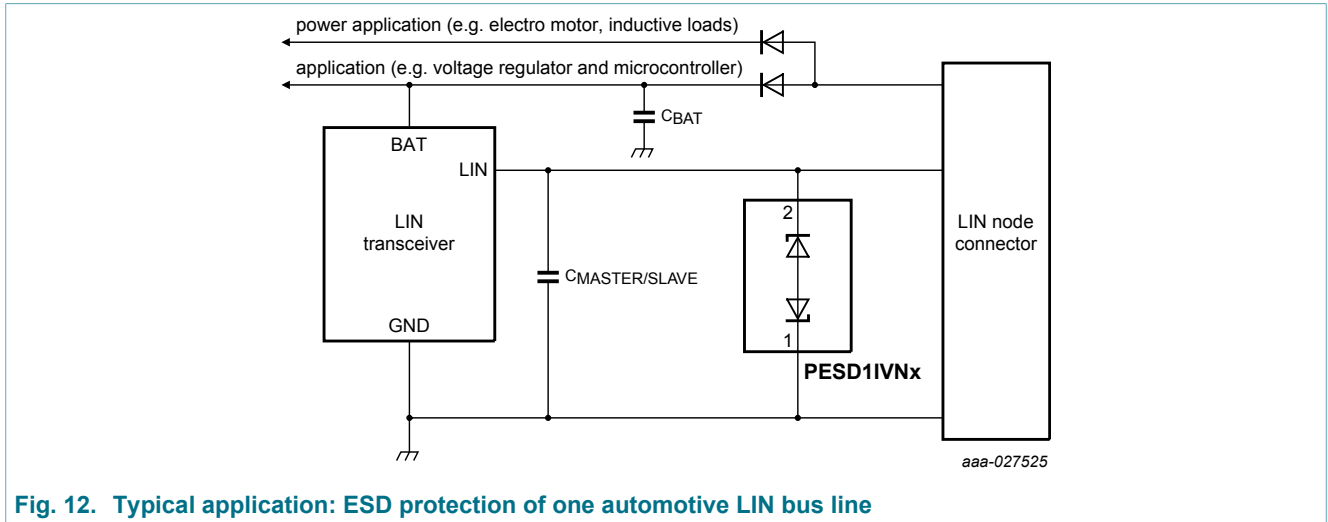 power application (e.g. electro motor, inductive loads)
application (e.g. voltage regulator and microcontroller)
CBAT
BAT
LIN
LIN
transceiver
GND
CMASTER/SLAVE
2
1
PESD1IVNx
LIN node
connector
aaa-027525
Fig. 12. Typical application: ESD protection of one automotive LIN bus line